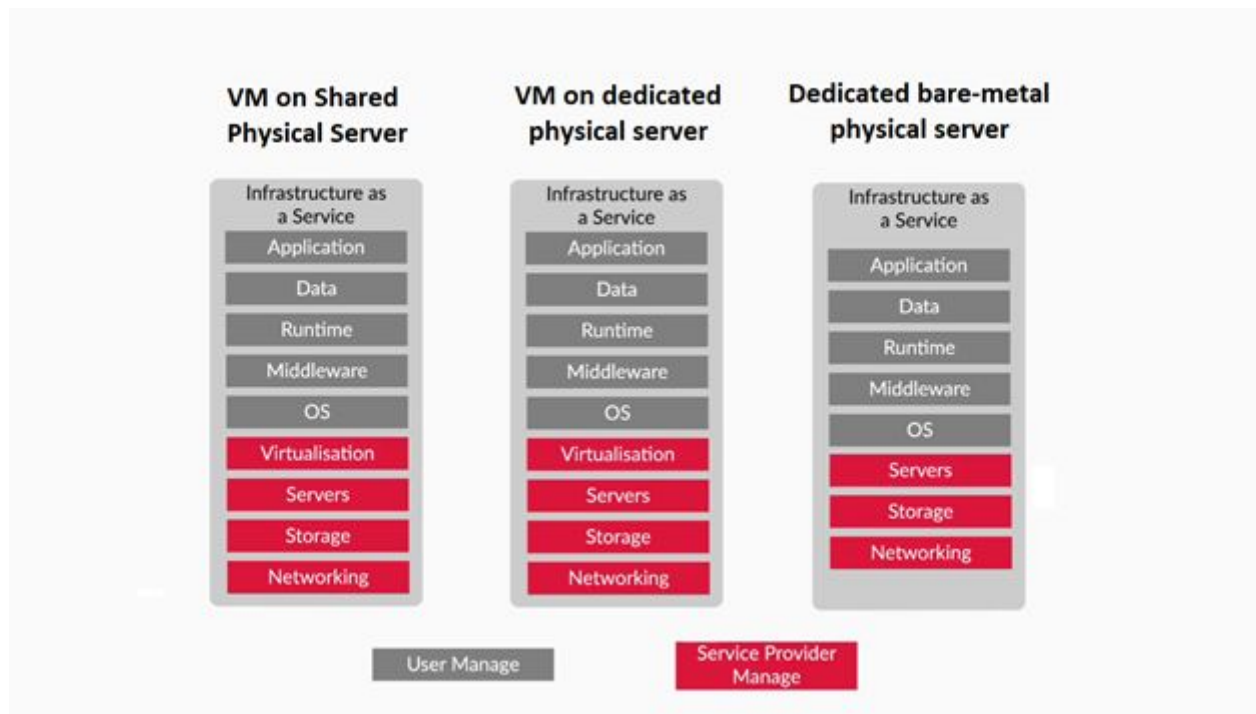 VM on Shared
Physical Server
Infrastructure as
a Service
Application
Data
Runtime
Middleware
OS
Virtualisation
Servers
Storage
Networking
VM on dedicated
physical server
Infrastructure as
a Service
Application
Data
Runtime
Middleware
OS
Virtualisation
Servers
Storage
Networking
Dedicated bare-metal
physical server
Infrastructure as
a Service
Application
Data
Runtime
Middleware
OS
Servers
Storage
Networking
User Manage
Service Provider
Manage